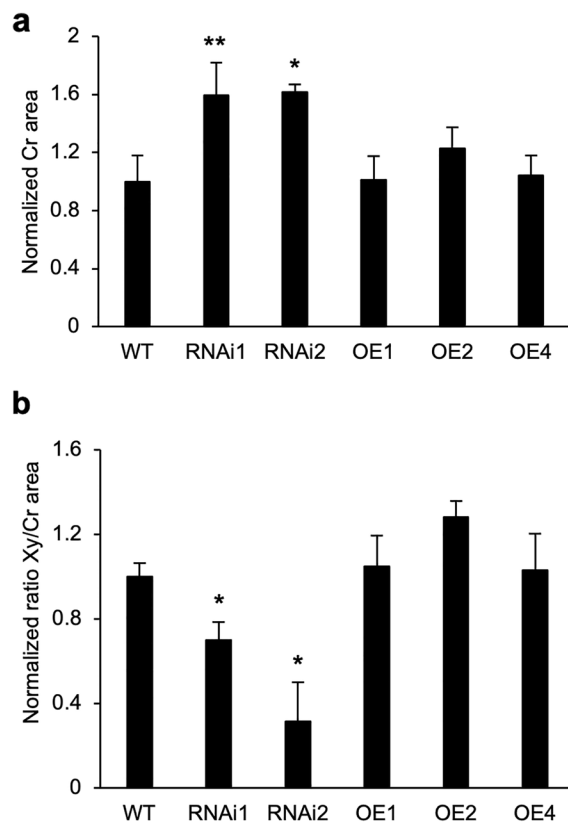 a
Normalized Cr area
2
1.6
1.2
0.8
0.4
0
**
*
WT RNAi1 RNAi2 OE1 OE2 OE4
b
Normalized ratio Xy/Cr area
1.6
1.2
0.8
0.4
0
*
*
WT RNAi1 RNAi2 OE1 OE2 OE4